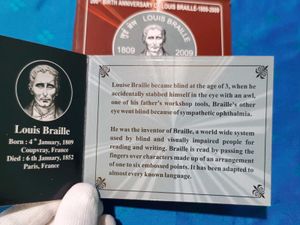 200th BIRTH ANNIVERSARY OF LOUIS BRAILLE-1809-2009
LOUIS BRAILLE
1809
2009
Louis Braille
Born : 4th January, 1809
Coupvray, France
Died : 6th January, 1852
Paris, France
Louise Braille became blind at the age of 3, when he
accidentally stabbed himself in the eye with an awl,
one of his father's workshop tools, Braille's other
eye went blind because of sympathetic ophthalmia.
He was the inventor of Braille, a world wide system
used by blind and visually impaired people for
reading and writing. Braille is read by passing the
fingers over characters made up of an arrangement
of one to six embossed points. It has been adapted to
almost every known language.